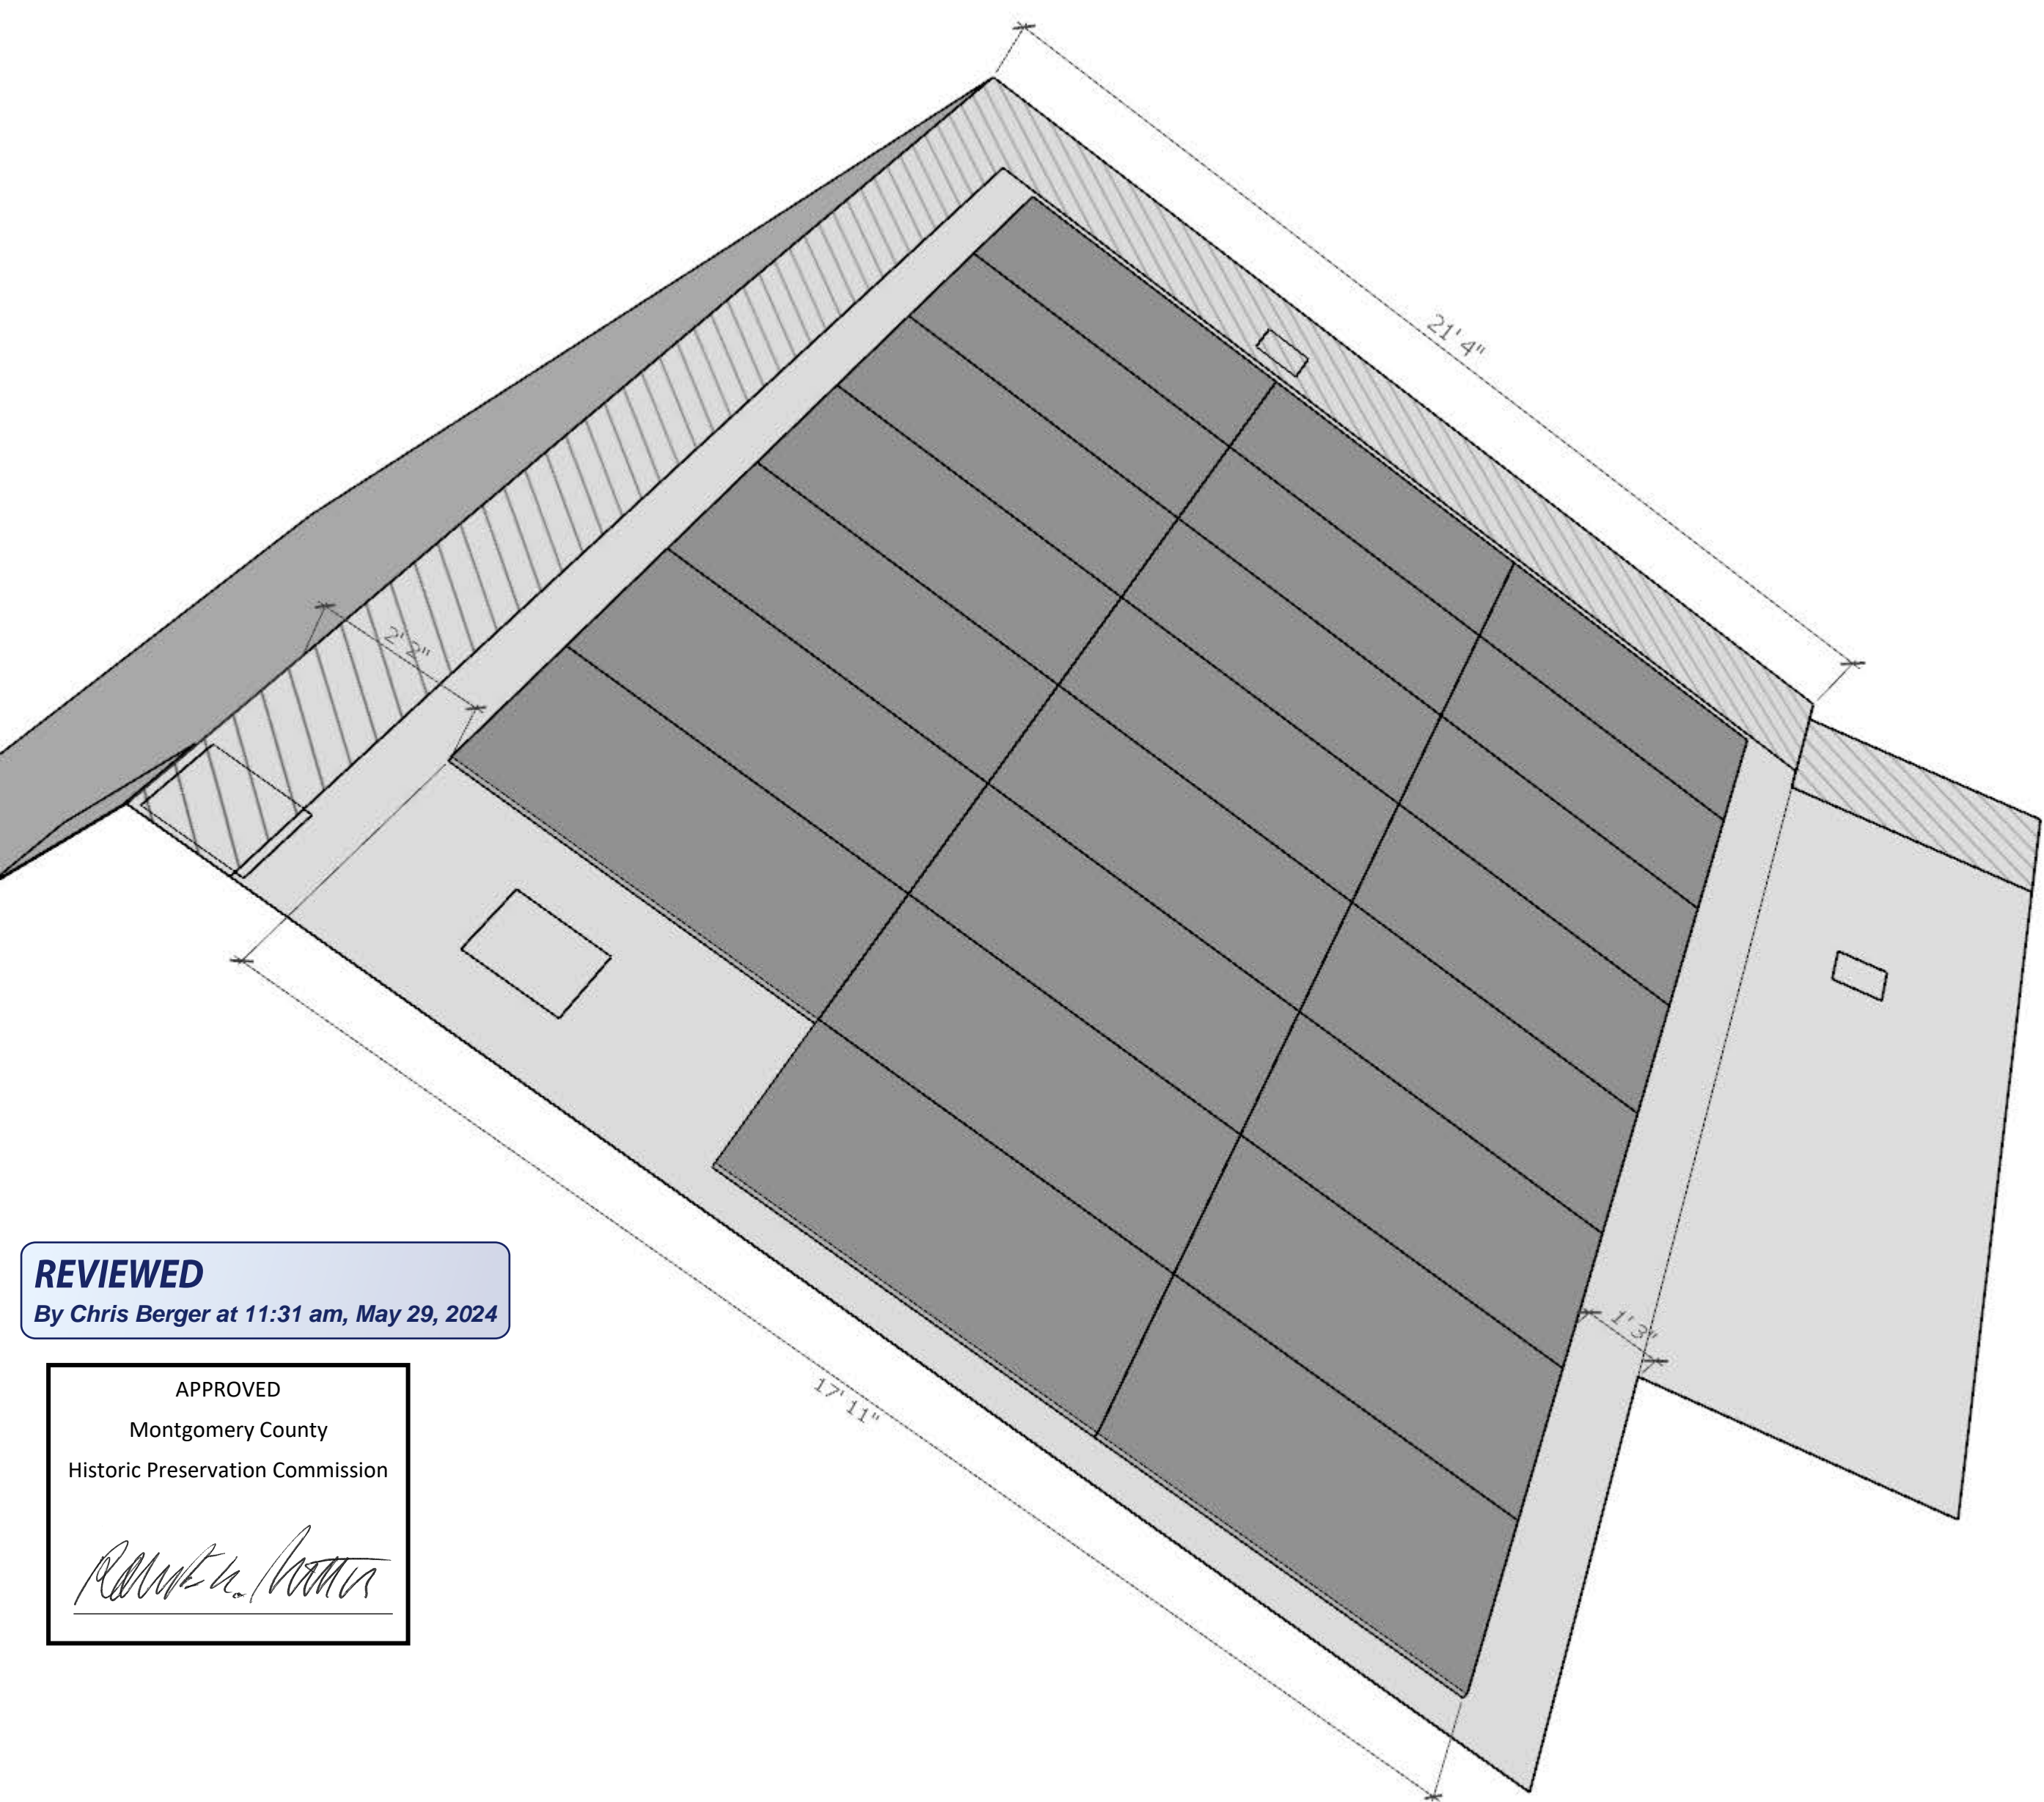 21' 4"
2' 2"
REVIEWED
By Chris Berger at 11:31 am, May 29, 2024
1' 3"
17' 11"
APPROVED
Montgomery County
Historic Preservation Commission